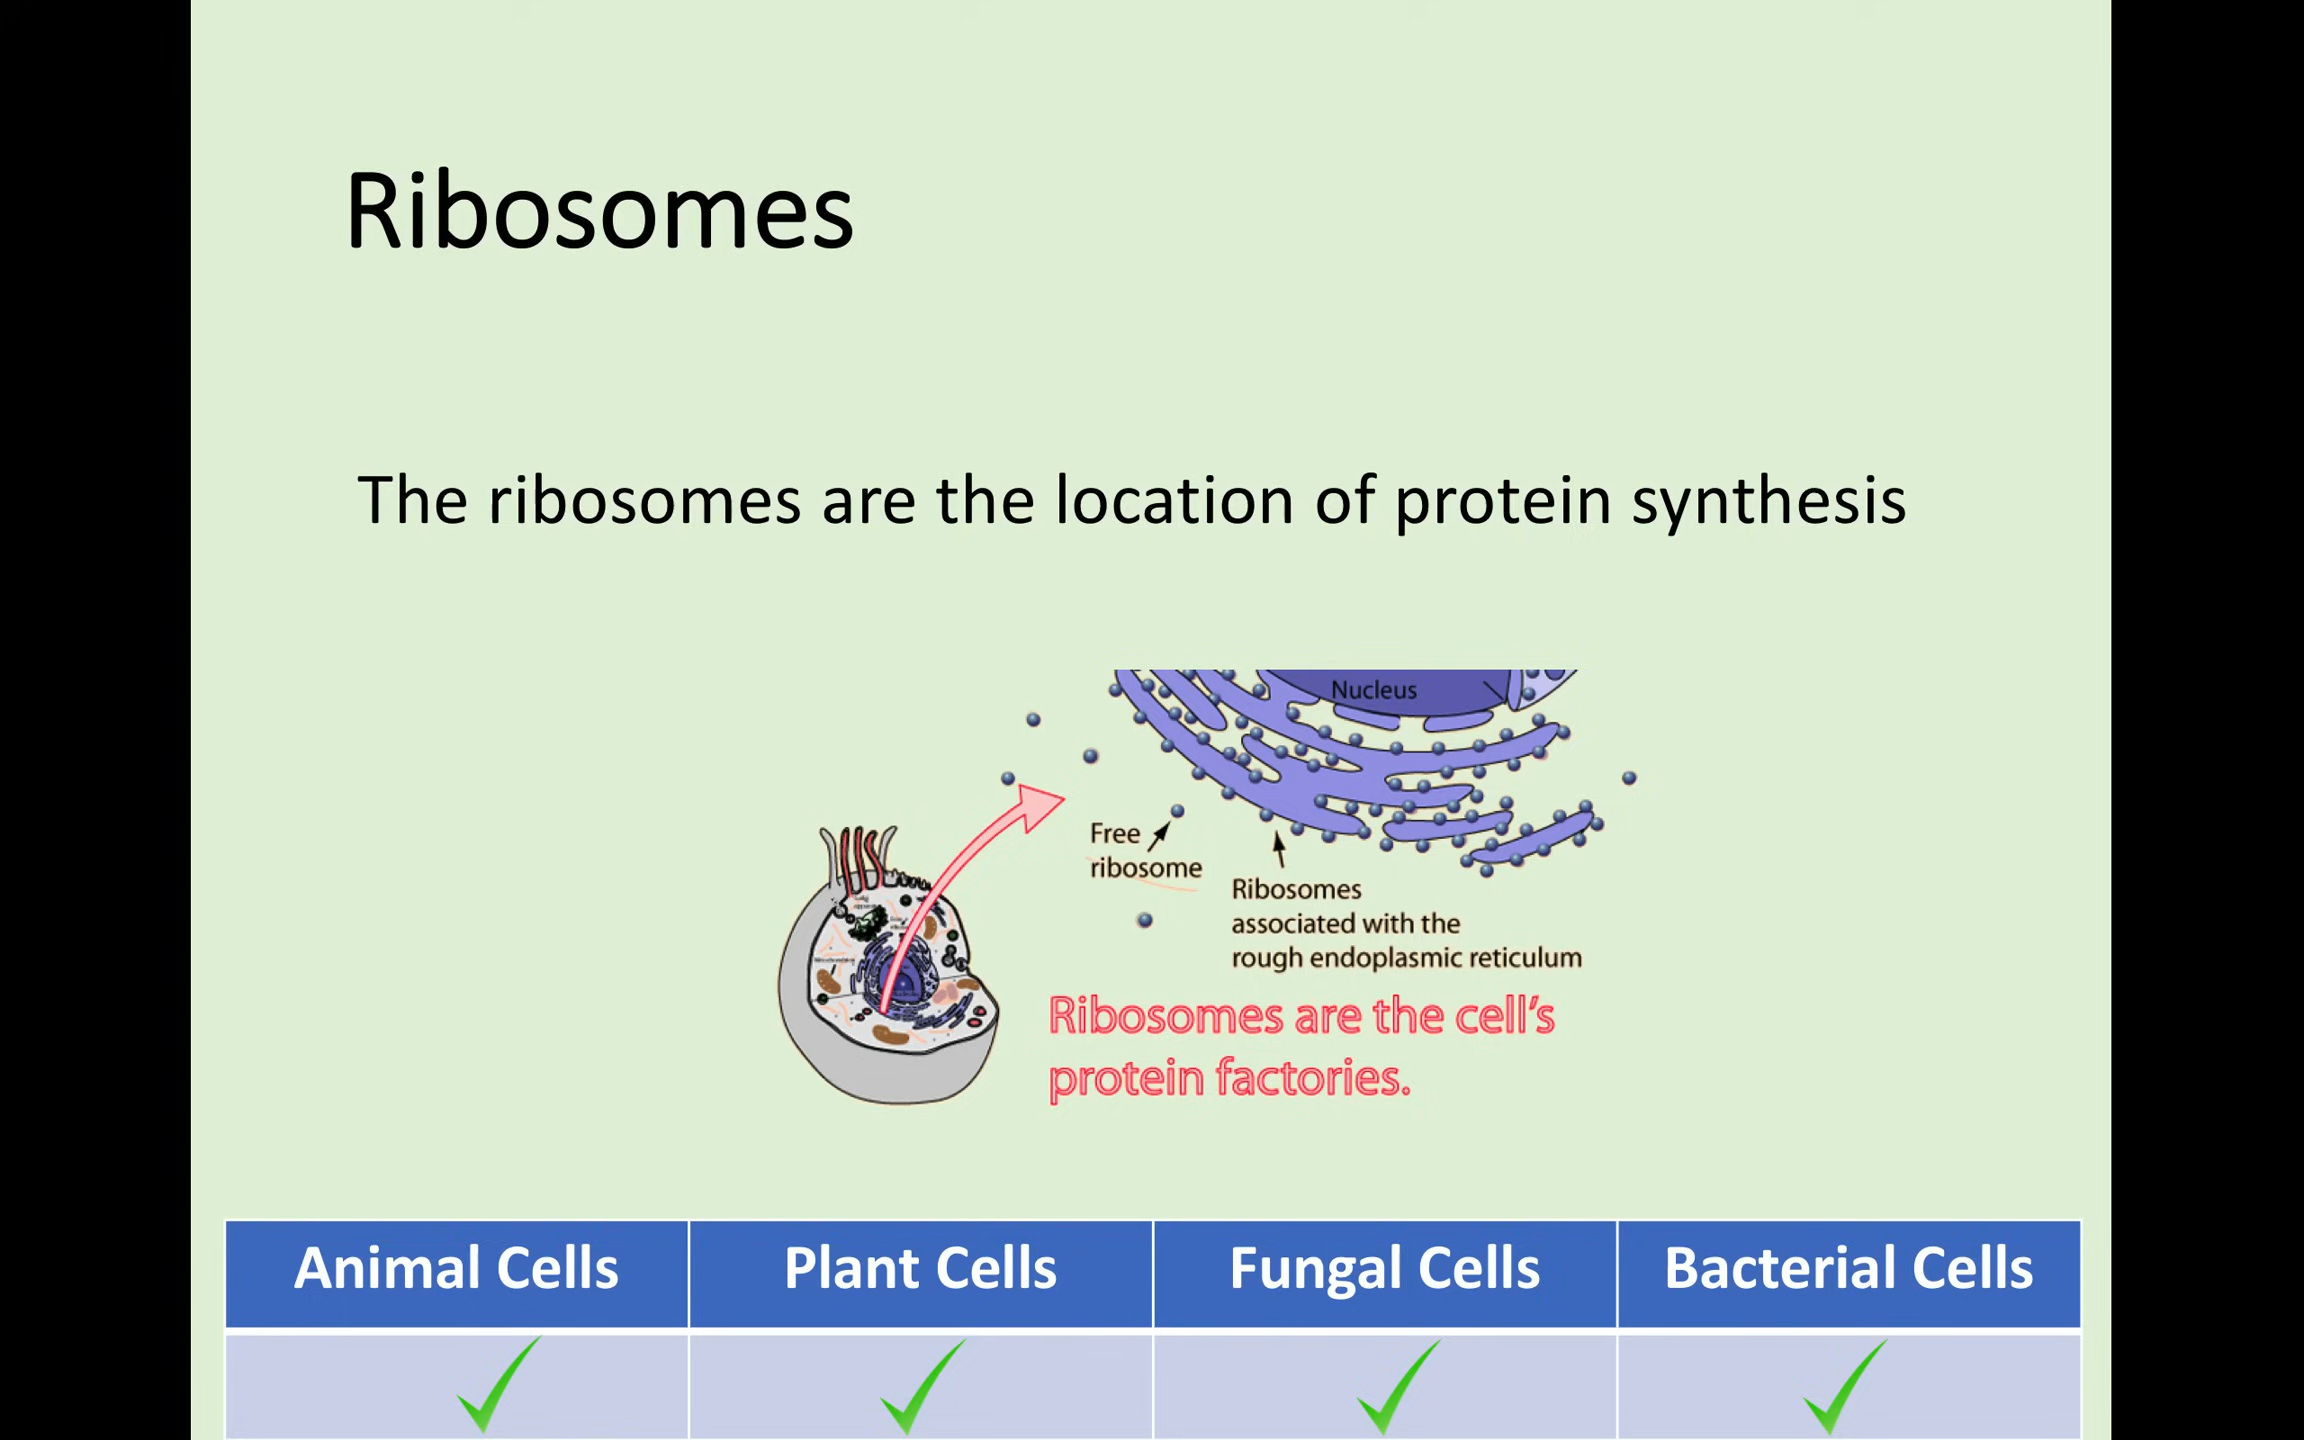 Ribosomes
The ribosomes are the location of protein synthesis
Nucleus
Free
ribosome
Ribosomes
associated with the
rough endoplasmic reticulum
Ribosomes are the cell's
protein factories.
Animal Cells
Plant Cells
Fungal Cells
Bacterial Cells